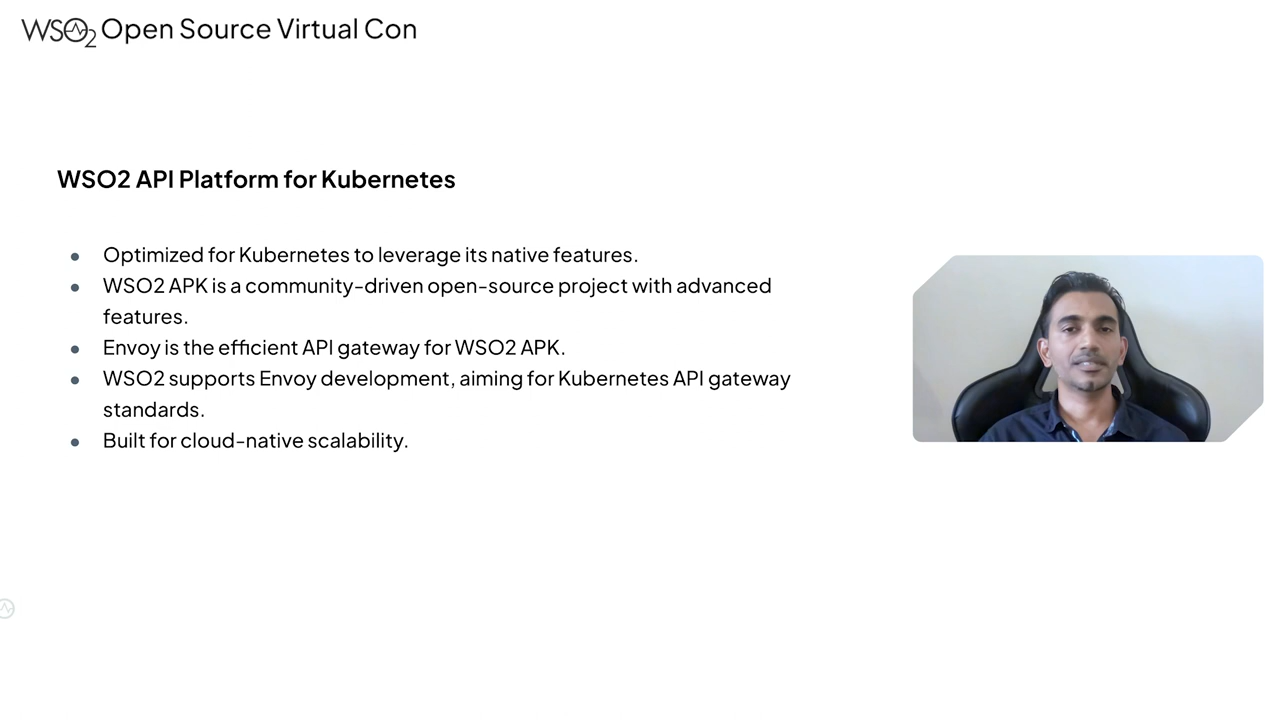 WSO2 Open Source Virtual Con
WSO2 API Platform for Kubernetes
● Optimized for Kubernetes to leverage its native features.
● WSO2 APK is a community-driven open-source project with advanced
features.
● Envoy is the efficient API gateway for WSO2 APK.
● WSO2 supports Envoy development, aiming for Kubernetes API gateway
standards.
● Built for cloud-native scalability.